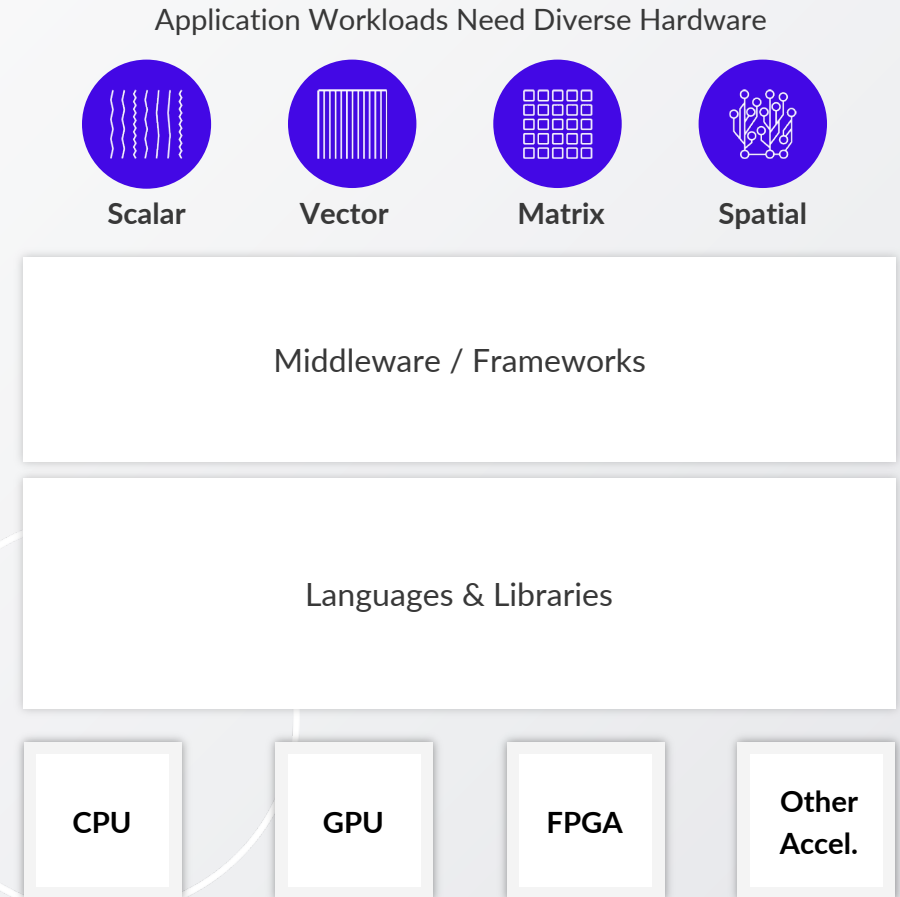 Application Workloads Need Diverse Hardware
Scalar
Vector
Matrix
Spatial
Middleware / Frameworks
Languages & Libraries
CPU
GPU
FPGA
Other
Accel.